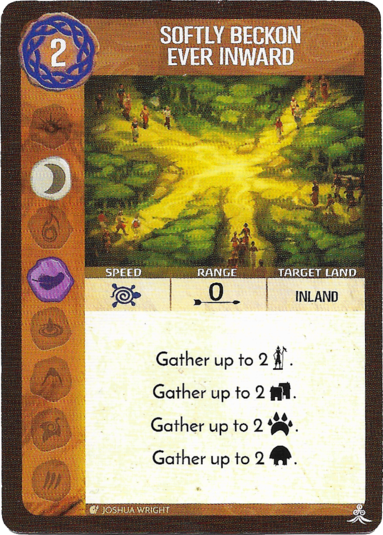 2
SOFTLY BECKON
EVER INWARD
SPEED RANGE TARGET LAND
0 INLAND
Gather up to 2 .
Gather up to 2 .
Gather up to 2 .
Gather up to 2 .
JOSHUA WRIGHT